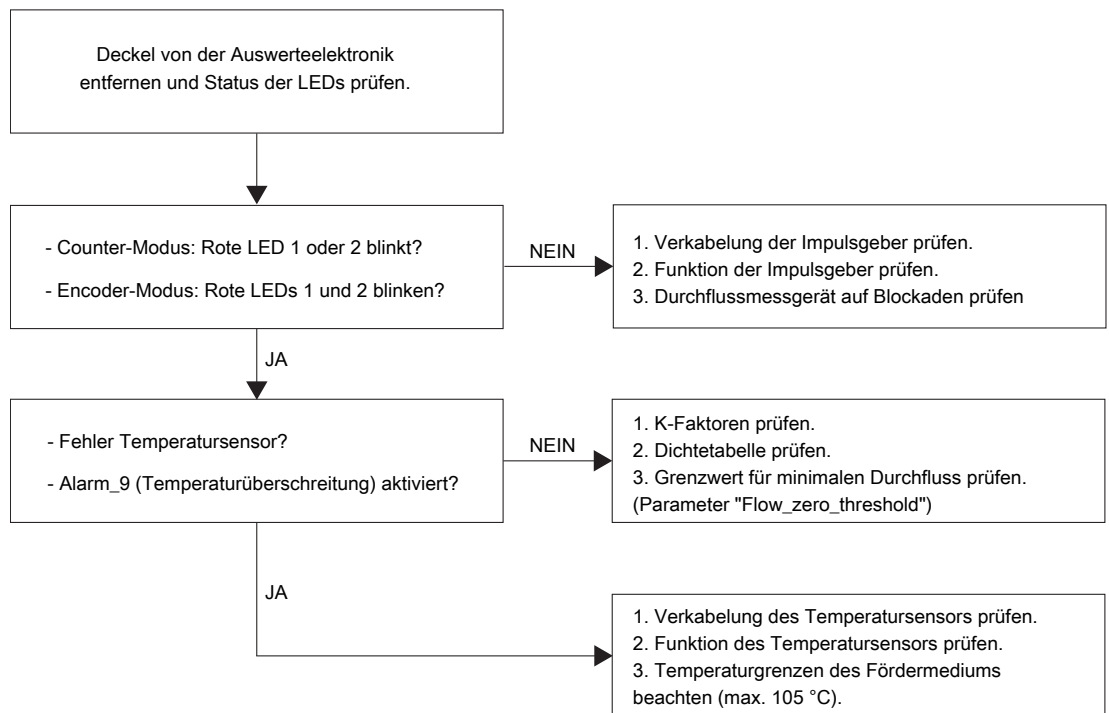 Deckel von der Auswerteelektronik
entfernen und Status der LEDs prüfen.
- Counter-Modus: Rote LED 1 oder 2 blinkt?
- Encoder-Modus: Rote LEDs 1 und 2 blinken?
NEIN
1. Verkabelung der Impulsgeber prüfen.
2. Funktion der Impulsgeber prüfen.
3. Durchflussmessgerät auf Blockaden prüfen
JA
- Fehler Temperatursensor?
- Alarm_9 (Temperaturüberschreitung) aktiviert?
NEIN
1. K-Faktoren prüfen.
2. Dichtetabelle prüfen.
3. Grenzwert für minimalen Durchfluss prüfen.
(Parameter "Flow_zero_threshold")
JA
1. Verkabelung des Temperatursensors prüfen.
2. Funktion des Temperatursensors prüfen.
3. Temperaturgrenzen des Fördermediums
beachten (max. 105 °C).